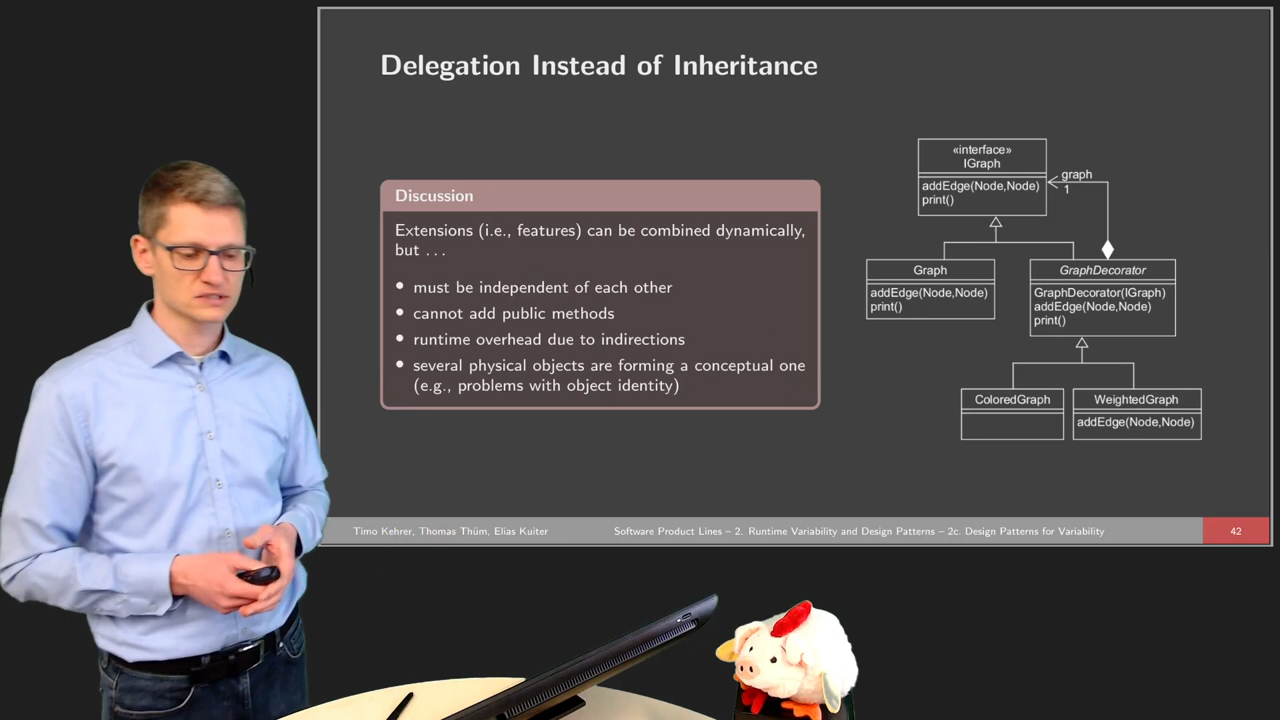 Delegation Instead of Inheritance
Discussion
Extensions (i.e., features) can be combined dynamically,
but . . .
• must be independent of each other
• cannot add public methods
• runtime overhead due to indirections
• several physical objects are forming a conceptual one
(e.g., problems with object identity)
«interface»
IGraph
addEdge(Node,Node)
print()
graph
1
Graph
addEdge(Node,Node)
print()
GraphDecorator
GraphDecorator(IGraph)
addEdge(Node,Node)
print()
ColoredGraph
WeightedGraph
addEdge(Node,Node)
Timo Kehrer, Thomas Thüm, Elias Kuiter
Software Product Lines – 2. Runtime Variability and Design Patterns – 2c. Design Patterns for Variability
42